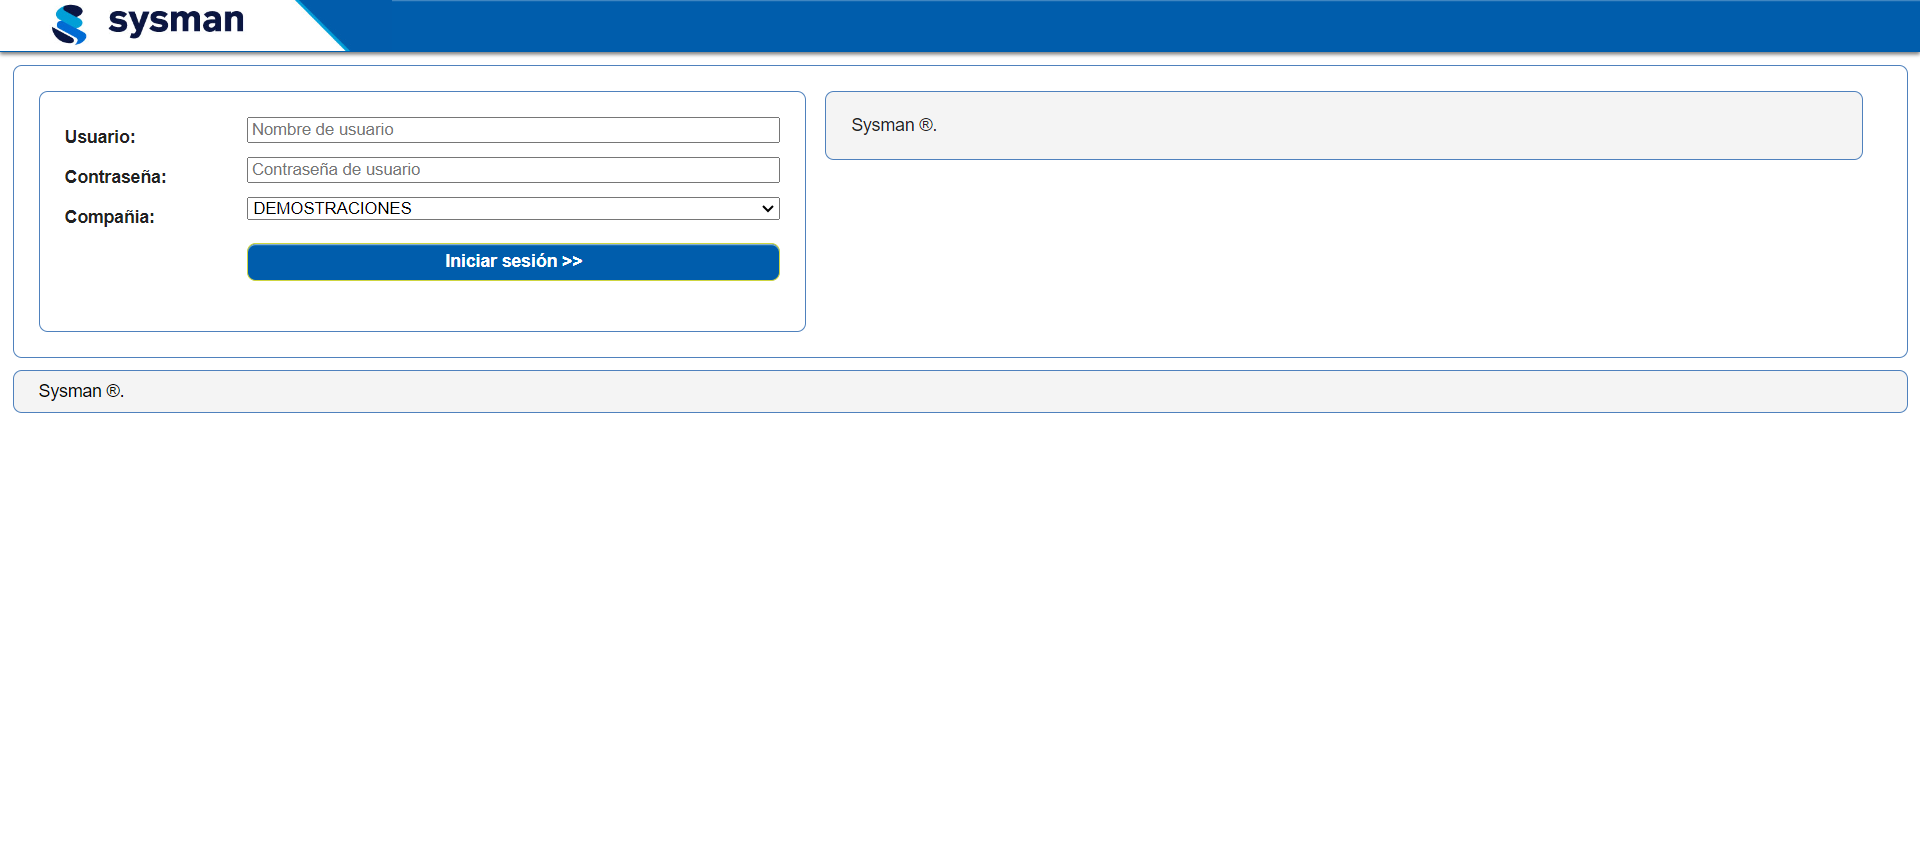 sysman
Usuario:
Nombre de usuario
Contraseña:
Contraseña de usuario
Compañia:
DEMOSTRACIONES
Iniciar sesión >>
Sysman ®.
Sysman ®.